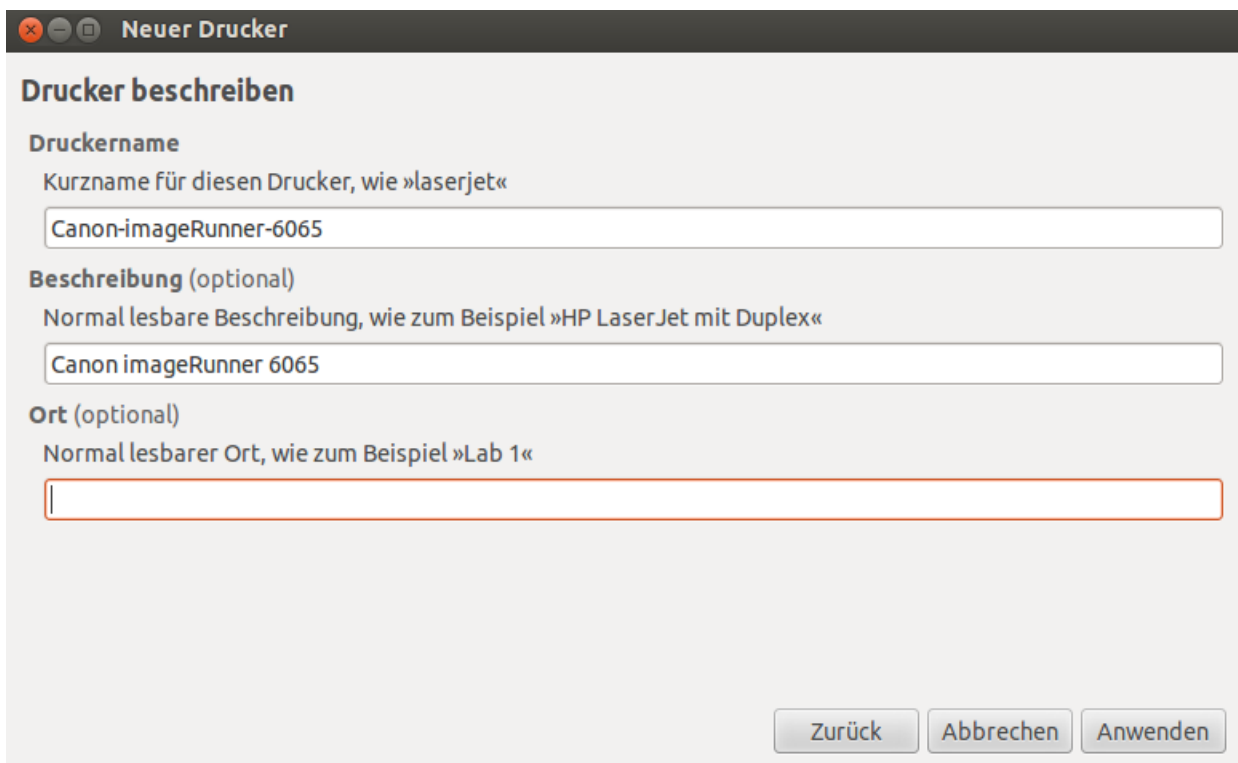 Neuer Drucker
Drucker beschreiben
Druckername
Kurzname für diesen Drucker, wie »laserjet«
Canon-imageRunner-6065
Beschreibung (optional)
Normal lesbare Beschreibung, wie zum Beispiel »HP LaserJet mit Duplex«
Canon imageRunner 6065
Ort (optional)
Normal lesbarer Ort, wie zum Beispiel »Lab 1«
Zurück Abbrechen Anwenden